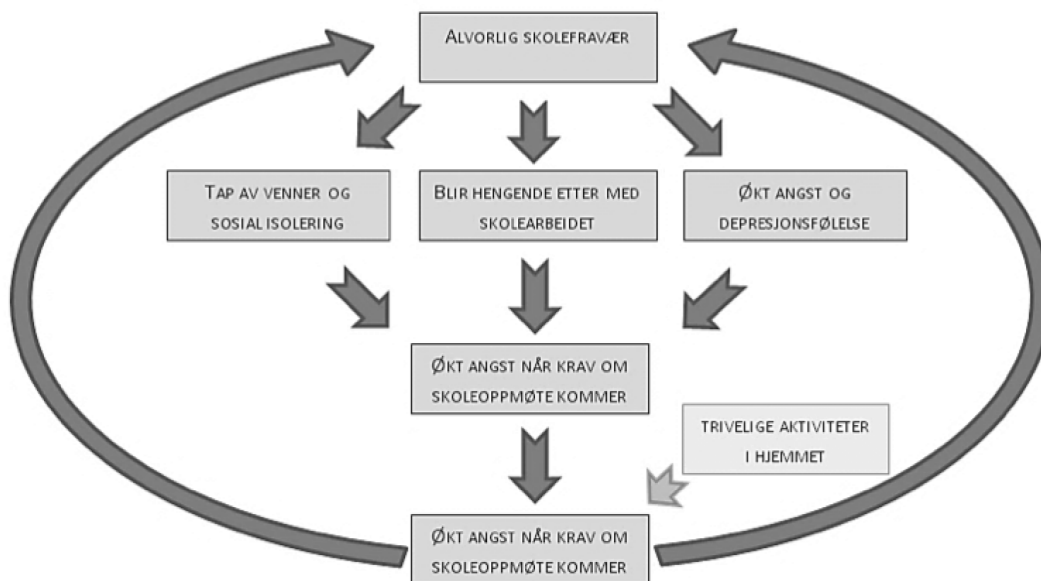 ALVORLIG SKOLEFRAVÆR
TAP AV VENNER OG
SOSIAL ISOLERING
BLIR HENGENDE ETTER MED
SKOLEARBEIDET
ØKT ANGST OG
DEPRESJONSFØLELSE
ØKT ANGST NÅR KRAV OM
SKOLEOPPMØTE KOMMER
TRIVELIGE AKTIVITETER
I HJEMMET
ØKT ANGST NÅR KRAV OM
SKOLEOPPMØTE KOMMER